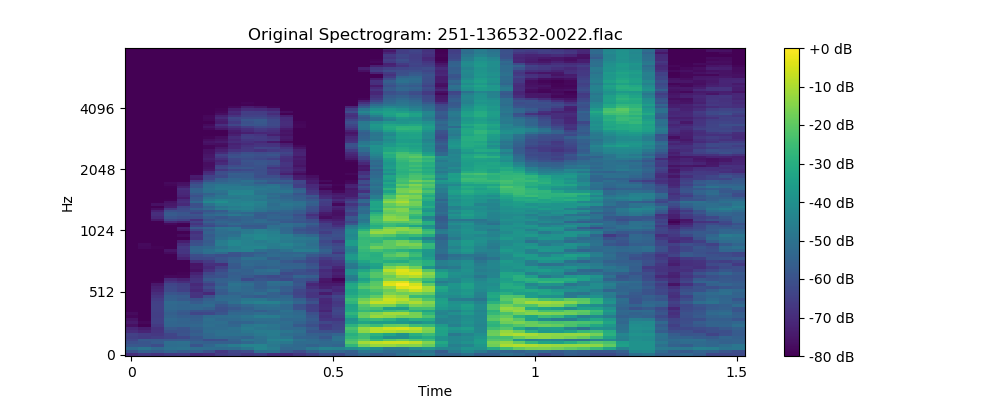 Original Spectrogram: 251-136532-0022.flac
Hz
4096
2048
1024
512
0
0
0.5
1
1.5
Time
+0 dB
-10 dB
-20 dB
-30 dB
-40 dB
-50 dB
-60 dB
-70 dB
-80 dB